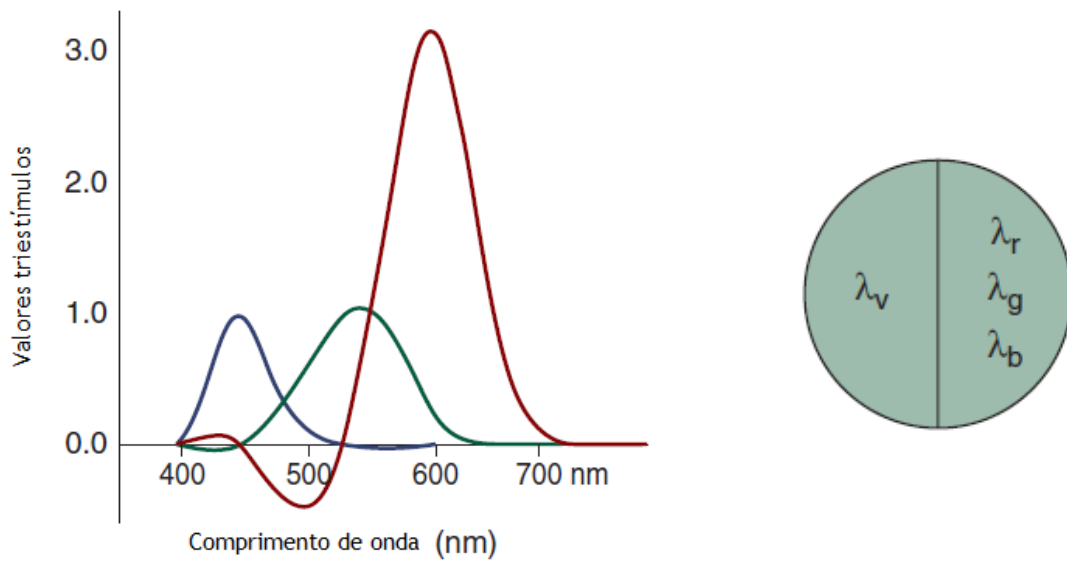 3.0
2.0
1.0
0.0
Valores triestímulos
400 500 600 700 nm
Comprimento de onda (nm)
λv
λr
λg
λb